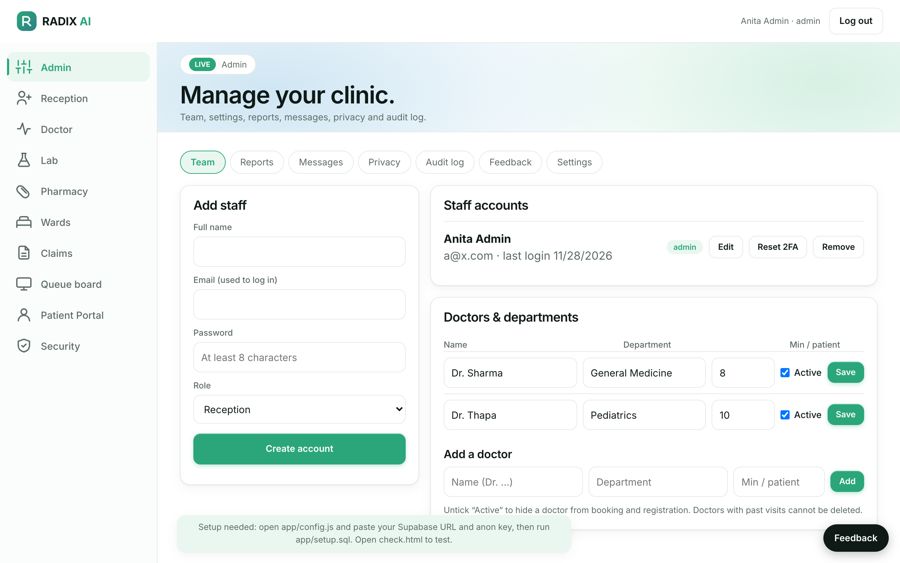 RADIX AI
Anita Admin · admin
Log out
Admin
Reception
Doctor
Lab
Pharmacy
Wards
Claims
Queue board
Patient Portal
Security
LIVE Admin
Manage your clinic.
Team, settings, reports, messages, privacy and audit log.
Team Reports Messages Privacy Audit log Feedback Settings
Add staff
Full name
Email (used to log in)
Password
At least 8 characters
Role
Reception
Create account
Staff accounts
Anita Admin
a@x.com · last login 11/28/2026
admin Edit Reset 2FA Remove
Doctors & departments
Name Department Min / patient
Dr. Sharma General Medicine 8 Active Save
Dr. Thapa Pediatrics 10 Active Save
Add a doctor
Name (Dr. ...) Department Min / patient Add
Untick "Active" to hide a doctor from booking and registration. Doctors with past visits cannot be deleted.
Setup needed: open app/config.js and paste your Supabase URL and anon key, then run
app/setup.sql. Open check.html to test.
Feedback